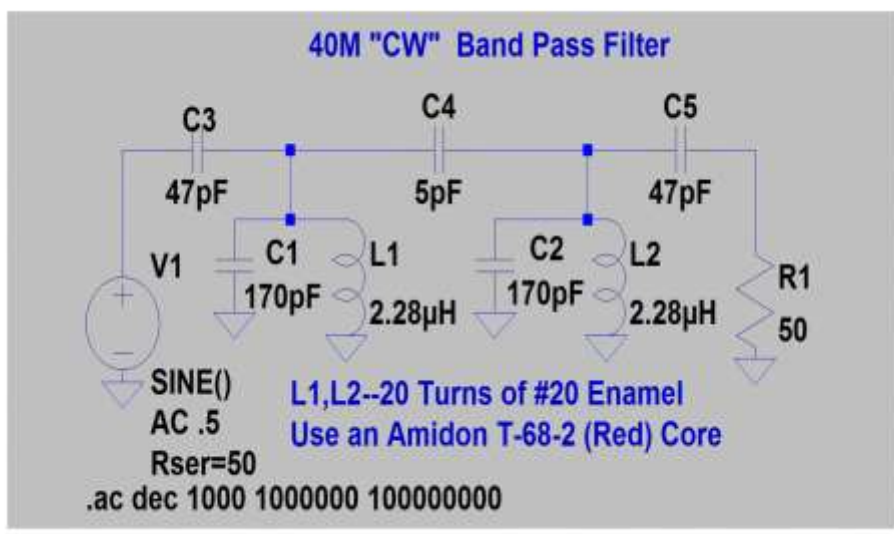 40M "CW"  Band Pass Filter
C3
C4
C5
47pF
5pF
47pF
V1
C1
L1
C2
L2
R1
170pF
2.28µH
170pF
2.28µH
50
SINE()
AC .5
Rser=50
L1,L2--20 Turns of #20 Enamel
Use an Amidon T-68-2 (Red) Core
.ac dec 1000 1000000 100000000